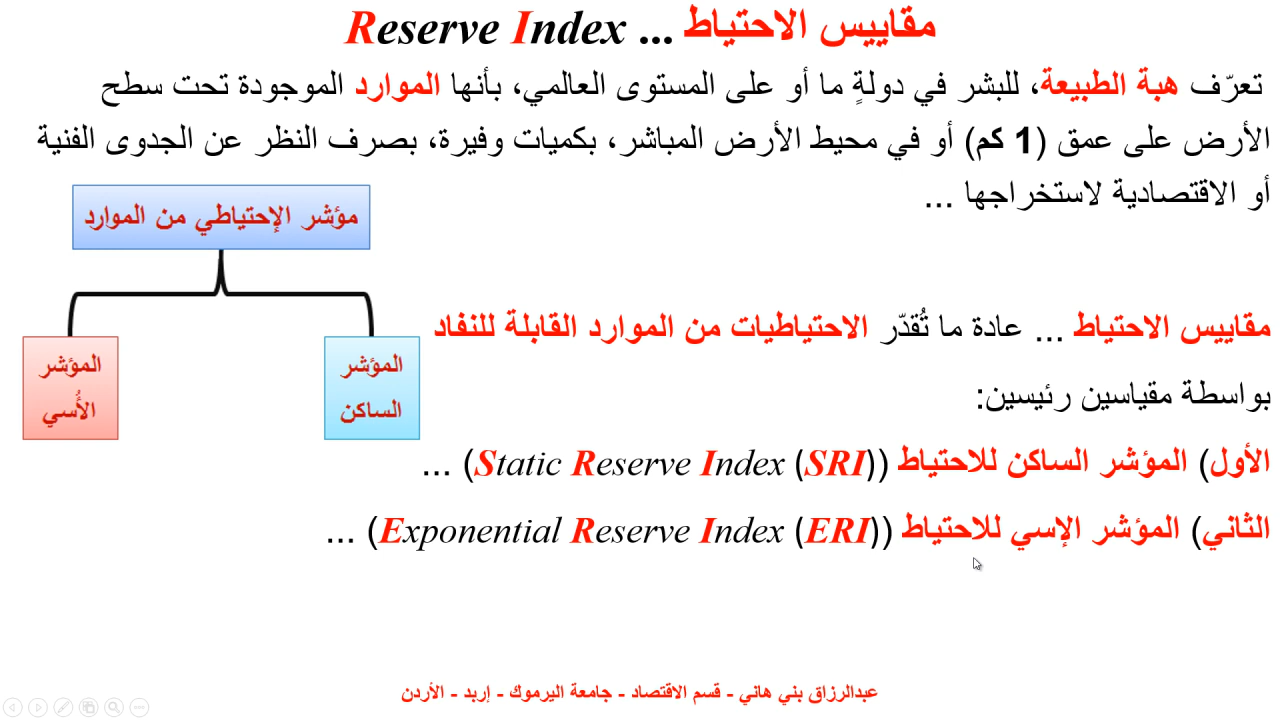 مقاييس الاحتياط ... Reserve Index
تعرّف هبة الطبيعة، للبشر في دولةٍ ما أو على المستوى العالمي، بأنها الموارد الموجودة تحت سطح
الأرض على عمق (1 كم) أو في محيط الأرض المباشر، بكميات وفيرة، بصرف النظر عن الجدوى الفنية
أو الاقتصادية لاستخراجها ...
مؤشر الإحتياطي من الموارد
المؤشر
الساكن
المؤشر
الأُسي
مقاييس الاحتياط ... عادة ما تُقدّر الاحتياطيات من الموارد القابلة للنفاد
بواسطة مقياسين رئيسين:
الأول) المؤشر الساكن للاحتياط (Static Reserve Index (SRI)) ...
الثاني) المؤشر الإسي للاحتياط (Exponential Reserve Index (ERI)) ...
عبدالرزاق بني هاني - قسم الاقتصاد - جامعة اليرموك - إربد - الأردن